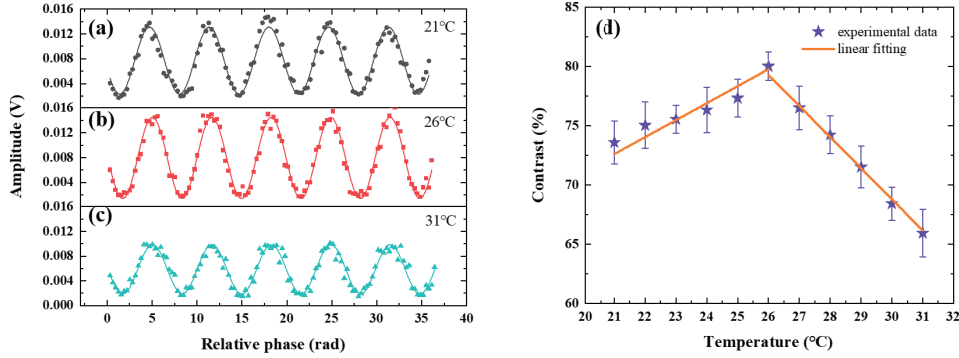 (a)
21℃
(b)
26℃
(c)
31℃
0.016
0.012
0.008
0.004
0.016
0.012
0.008
0.004
0.016
0.012
0.008
0.004
0.000
Amplitude (V)
0 5 10 15 20 25 30 35 40
Relative phase (rad)
(d)
experimental data
linear fitting
85
80
75
70
65
60
Contrast (%)
20 21 22 23 24 25 26 27 28 29 30 31 32
Temperature (℃)